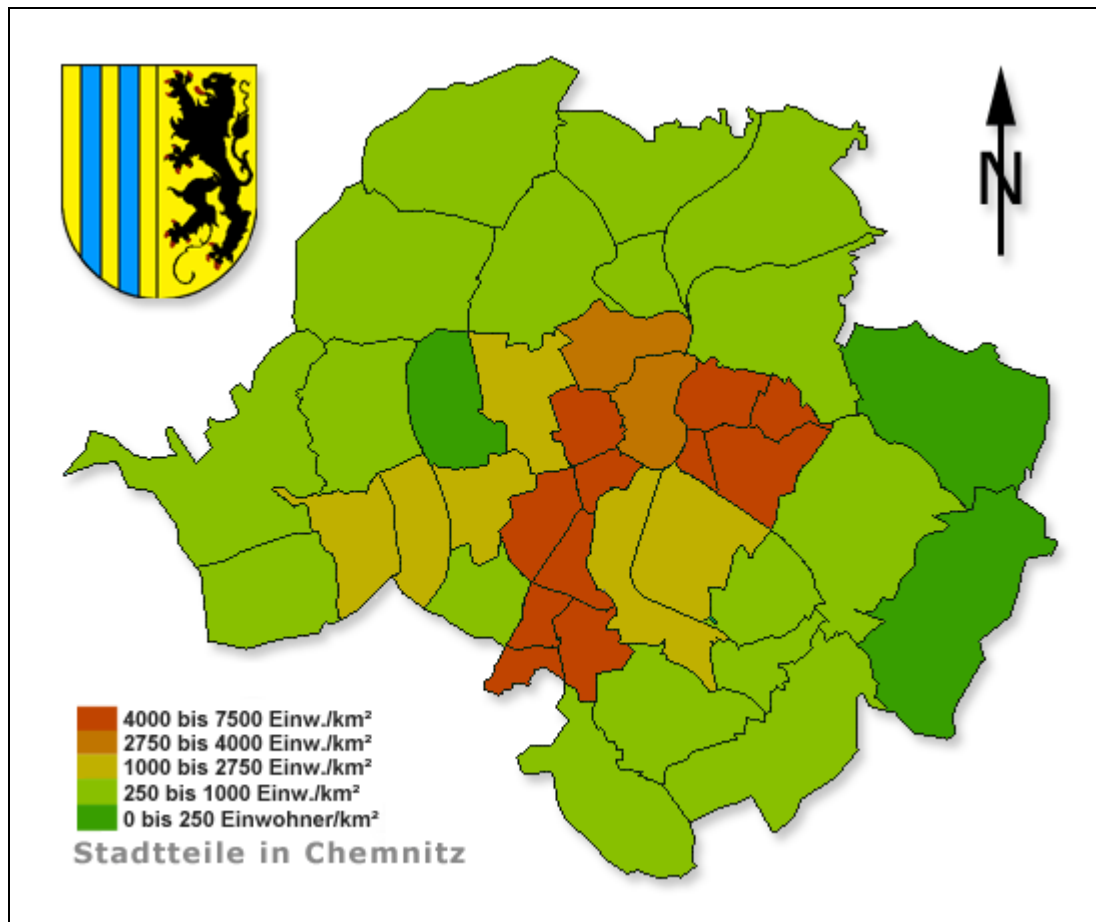 N
4000 bis 7500 Einw./km²
2750 bis 4000 Einw./km²
1000 bis 2750 Einw./km²
250 bis 1000 Einw./km²
0 bis 250 Einwohner/km²
Stadtteile in Chemnitz